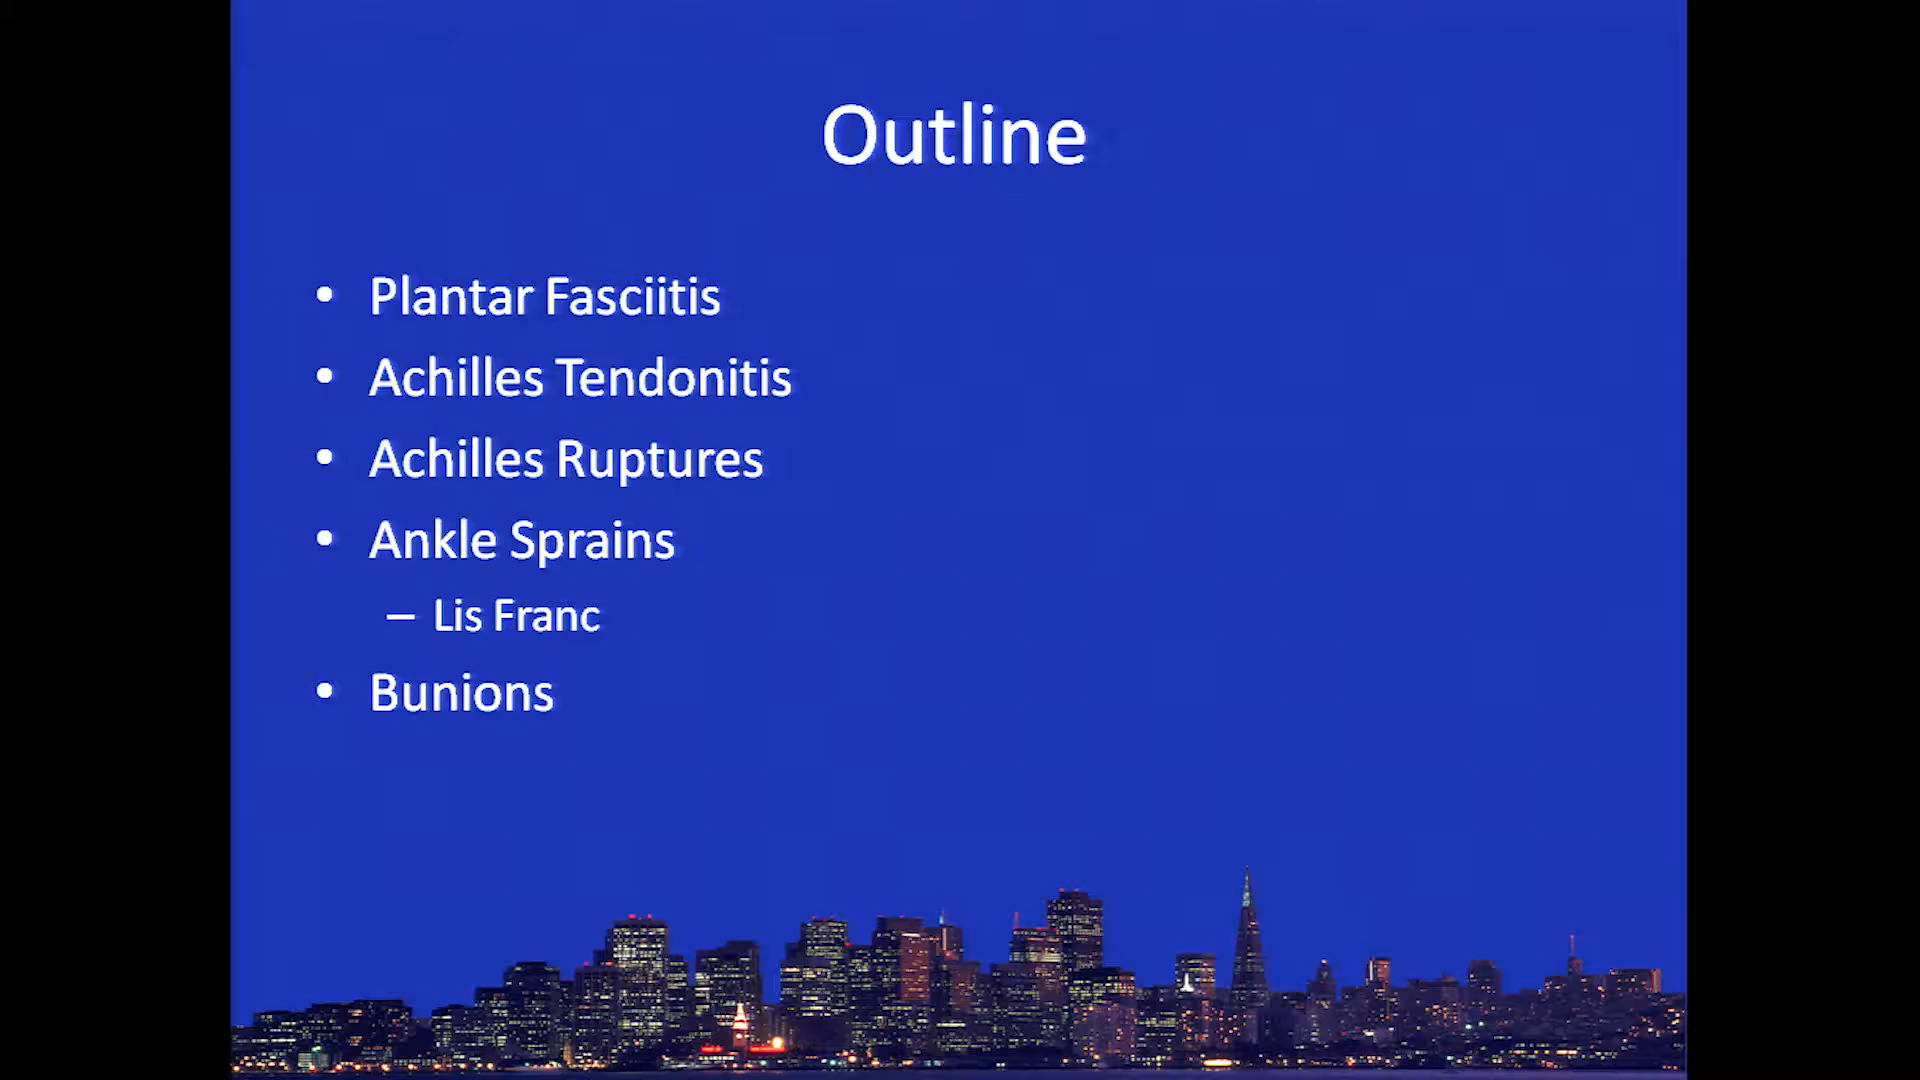 Outline
• Plantar Fasciitis
• Achilles Tendonitis
• Achilles Ruptures
• Ankle Sprains
– Lis Franc
• Bunions